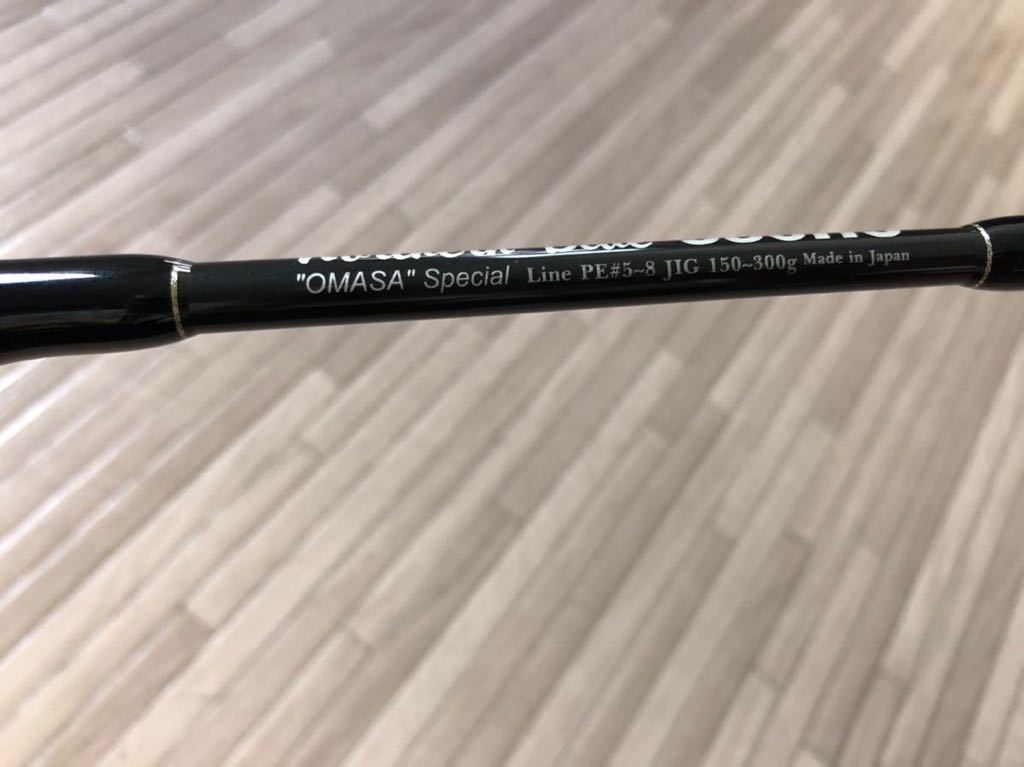 "OMASA" Special Line PE#5~8 JIG 150~300g Made in Japan